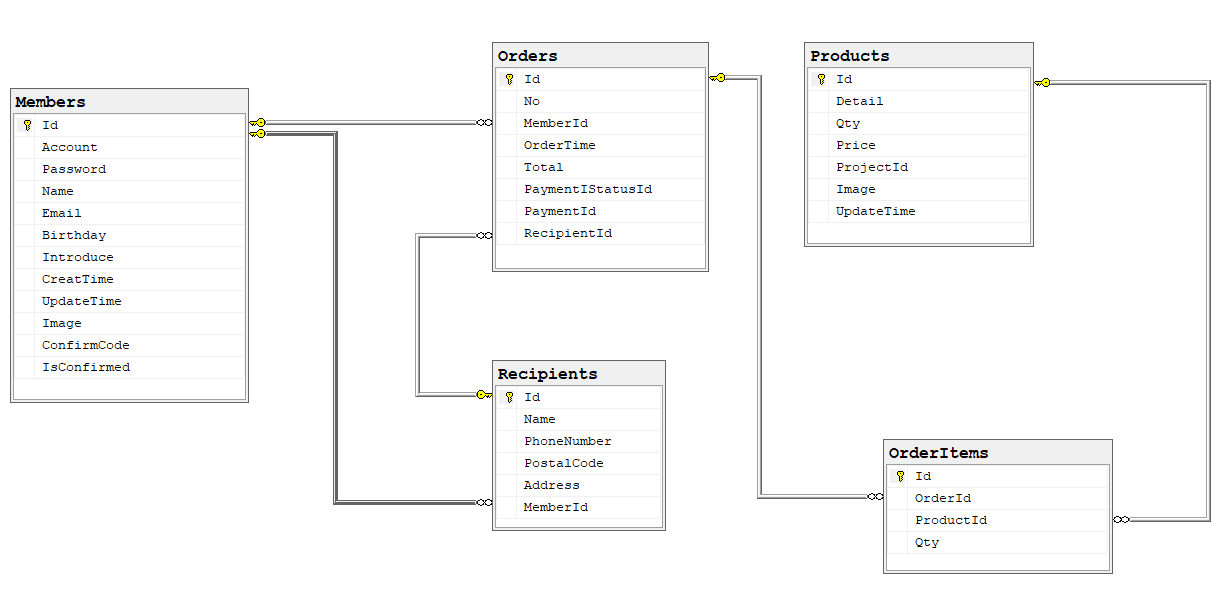 Members
Id
Account
Password
Name
Email
Birthday
Introduce
CreatTime
UpdateTime
Image
ConfirmCode
IsConfirmed
Orders
Id
No
MemberId
OrderTime
Total
PaymentIStatusId
PaymentId
RecipientId
Products
Id
Detail
Qty
Price
ProjectId
Image
UpdateTime
Recipients
Id
Name
PhoneNumber
PostalCode
Address
MemberId
OrderItems
Id
OrderId
ProductId
Qty